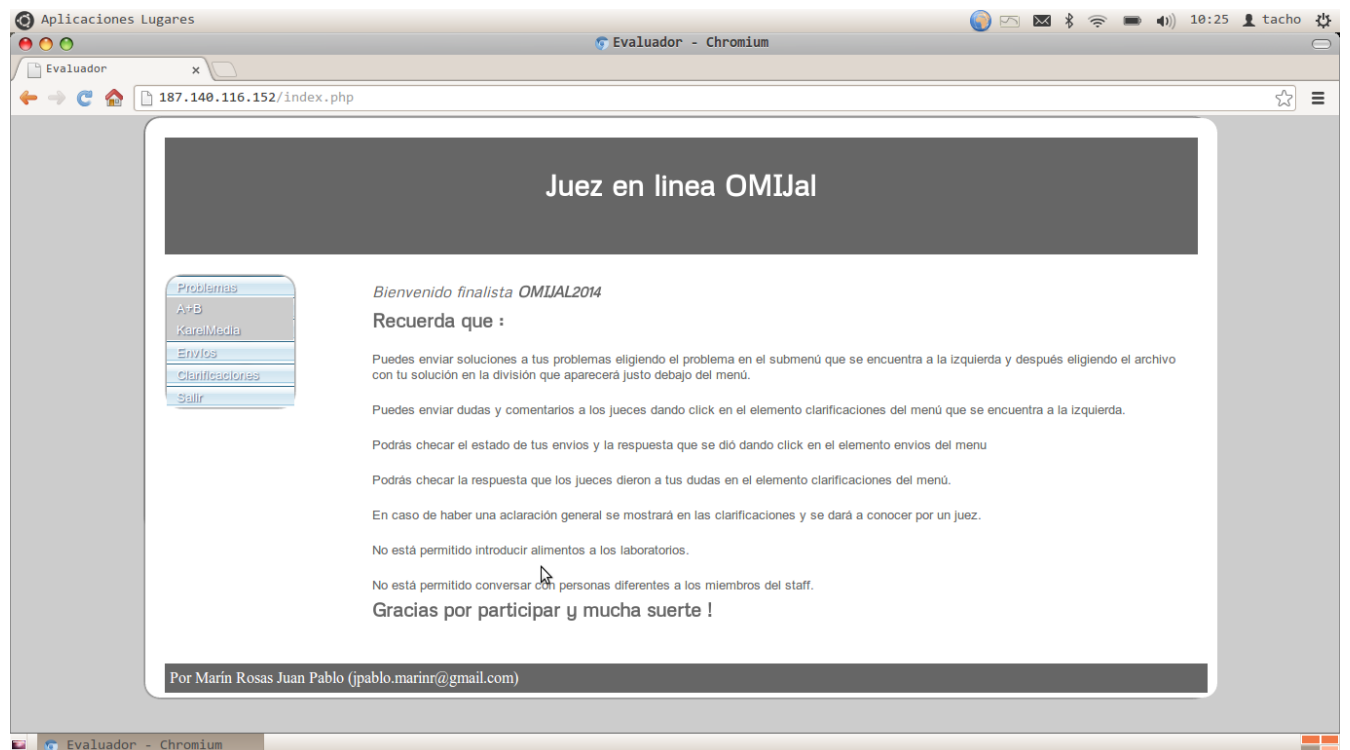 Aplicaciones Lugares
10:25 tacho
Evaluador - Chromium
Evaluador
187.140.116.152/index.php
Juez en linea OMIJal
Problemas
A+B
KarelMedia
Envíos
Clarificaciones
Salir
Bienvenido finalista OMIJAL2014
Recuerda que :
Puedes enviar soluciones a tus problemas eligiendo el problema en el submenú que se encuentra a la izquierda y después eligiendo el archivo
con tu solución en la división que aparecerá justo debajo del menú.
Puedes enviar dudas y comentarios a los jueces dando click en el elemento clarificaciones del menú que se encuentra a la izquierda.
Podrás checar el estado de tus envios y la respuesta que se dió dando click en el elemento envios del menu
Podrás checar la respuesta que los jueces dieron a tus dudas en el elemento clarificaciones del menú.
En caso de haber una aclaración general se mostrará en las clarificaciones y se dará a conocer por un juez.
No está permitido introducir alimentos a los laboratorios.
No está permitido conversar con personas diferentes a los miembros del staff.
Gracias por participar y mucha suerte !
Por Marín Rosas Juan Pablo (jpablo.marinr@gmail.com)
Evaluador - Chromium